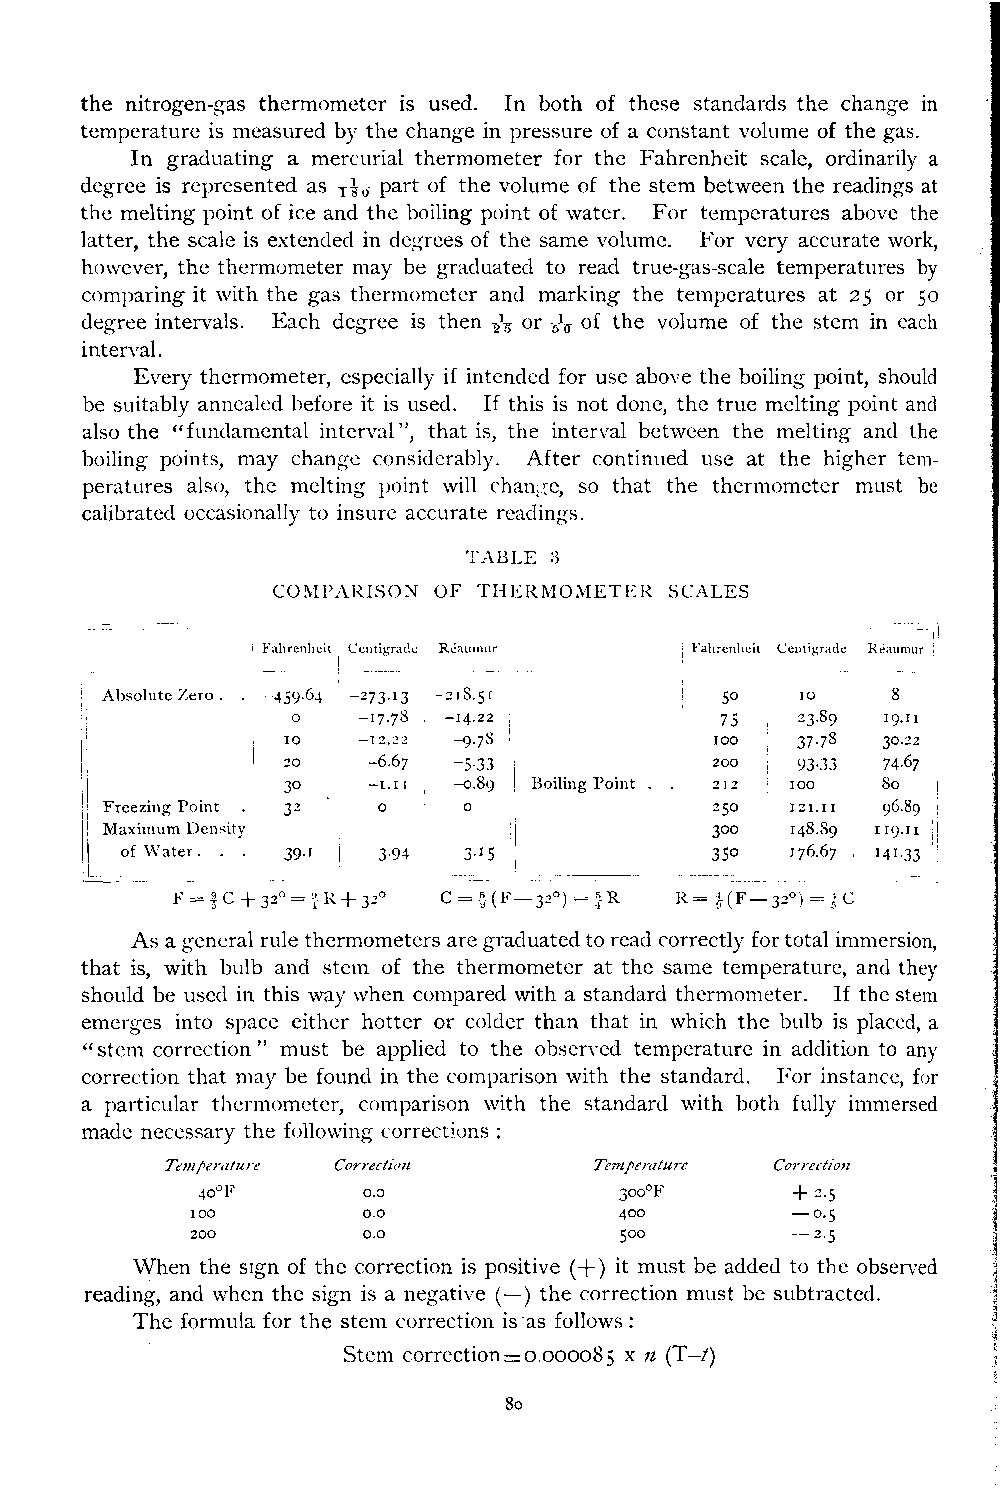 the nitrogen-gas thermometer is used. In both of these standards the change in
temperature is measured by the change in pressure of a constant volume of the gas.
In graduating a mercurial thermometer for the Fahrenheit scale, ordinarily a
degree is represented as 1/180 part of the volume of the stem between the readings at
the melting point of ice and the boiling point of water. For temperatures above the
latter, the scale is extended in degrees of the same volume. For very accurate work,
however, the thermometer may be graduated to read true-gas-scale temperatures by
comparing it with the gas thermometer and marking the temperatures at 25 or 50
degree intervals. Each degree is then 1/25 or 1/50 of the volume of the stem in each
interval.
Every thermometer, especially if intended for use above the boiling point, should
be suitably annealed before it is used. If this is not done, the true melting point and
also the "fundamental interval", that is, the interval between the melting and the
boiling points, may change considerably. After continued use at the higher tem-
peratures also, the melting point will change, so that the thermometer must be
calibrated occasionally to insure accurate readings.
TABLE 3
COMPARISON OF THERMOMETER SCALES
Fahrenheit Centigrade Réaumur Fahrenheit Centigrade Réaumur
Absolute Zero . . -459.64 -273.13 -218.51 50 10 8
0 -17.78 -14.22 75 23.89 19.11
10 -12.22 -9.78 100 37.78 30.22
20 -6.67 -5.33 200 93.33 74.67
30 -1.11 -0.89 Boiling Point . . 212 100 80
Freezing Point . 32 0 0 250 121.11 96.89
Maximum Density 300 148.89 119.11
of Water . . . 39.1 3.94 3.15 350 176.67 141.33
F = 9/5 C + 32° = 9/4 R + 32° C = 5/9 (F — 32°) = 5/4 R R = 4/9 (F — 32°) = 4/5 C
As a general rule thermometers are graduated to read correctly for total immersion,
that is, with bulb and stem of the thermometer at the same temperature, and they
should be used in this way when compared with a standard thermometer. If the stem
emerges into space either hotter or colder than that in which the bulb is placed, a
"stem correction" must be applied to the observed temperature in addition to any
correction that may be found in the comparison with the standard. For instance, for
a particular thermometer, comparison with the standard with both fully immersed
made necessary the following corrections :
Temperature Correction Temperature Correction
40°F 0.0 300°F + 2.5
100 0.0 400 — 0.5
200 0.0 500 — 2.5
When the sign of the correction is positive (+) it must be added to the observed
reading, and when the sign is a negative (—) the correction must be subtracted.
The formula for the stem correction is as follows :
Stem correction = 0.000085 x n (T–t)
80